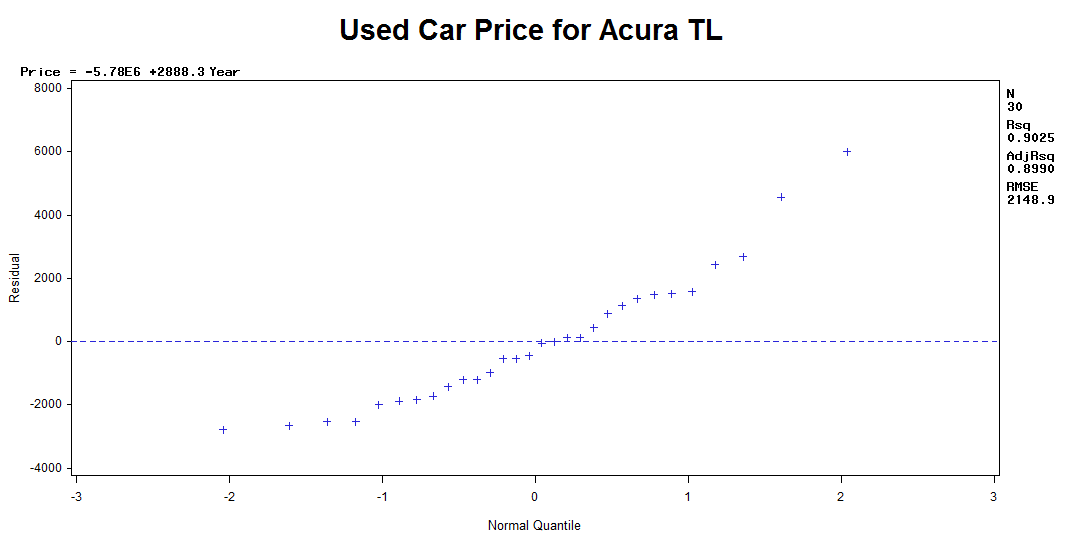 Used Car Price for Acura TL
Price = -5.78E6 +2888.3 Year
8000
6000
4000
2000
0
-2000
-4000
Residual
-3
-2
-1
0
1
2
3
Normal Quantile
N
30
Rsq
0.9025
AdjRsq
0.8990
RMSE
2148.9